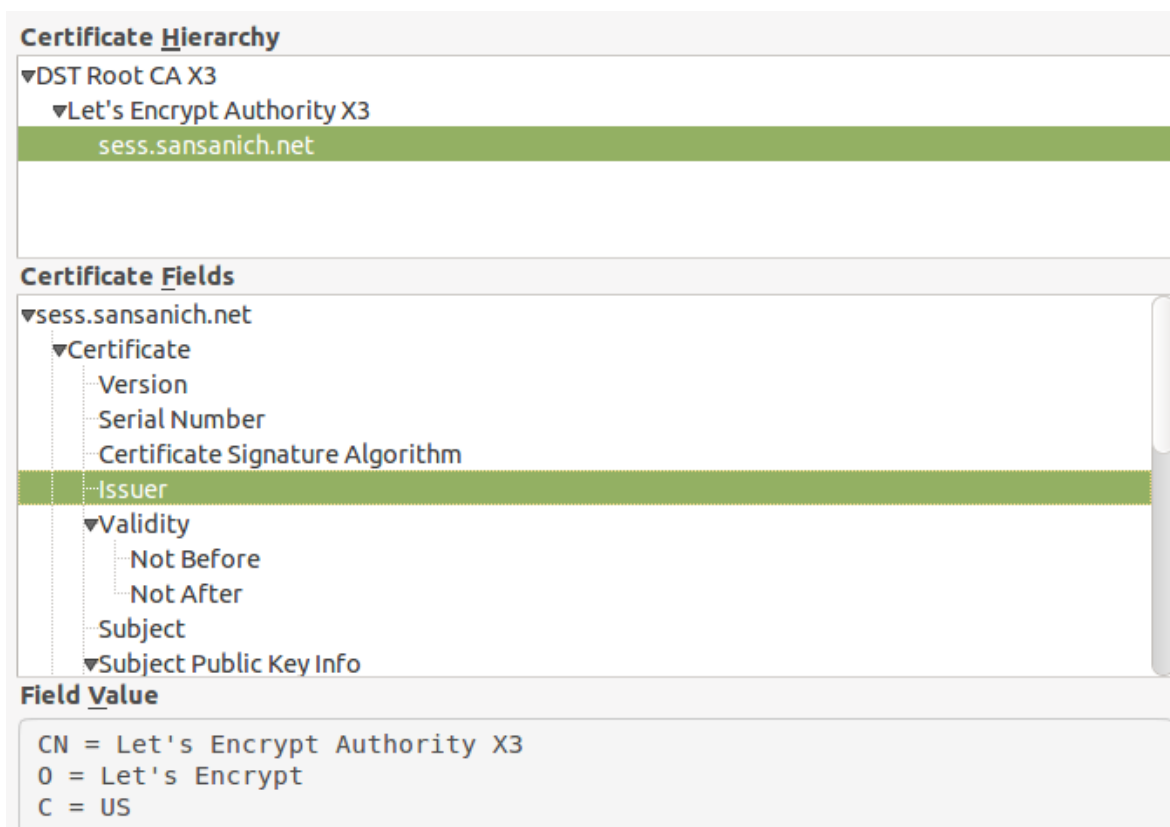 Certificate Hierarchy
DST Root CA X3
Let's Encrypt Authority X3
sess.sansanich.net
Certificate Fields
sess.sansanich.net
Certificate
Version
Serial Number
Certificate Signature Algorithm
Issuer
Validity
Not Before
Not After
Subject
Subject Public Key Info
Field Value
CN = Let's Encrypt Authority X3
O = Let's Encrypt
C = US